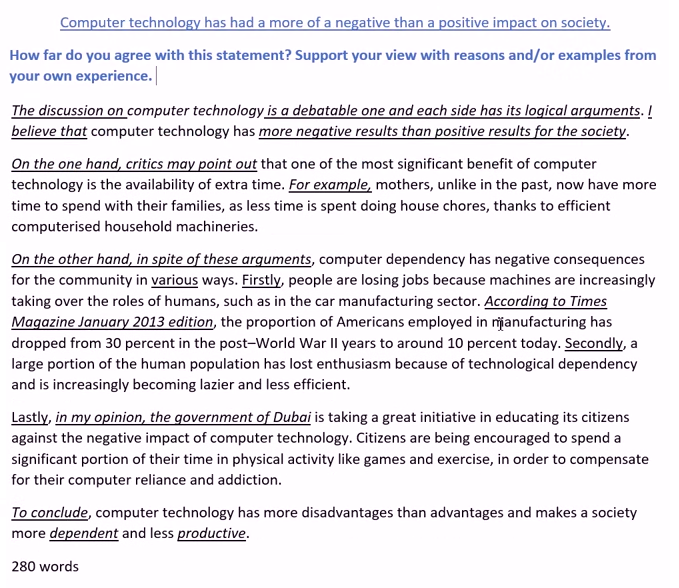 Computer technology has had a more of a negative than a positive impact on society.
How far do you agree with this statement? Support your view with reasons and/or examples from
your own experience.
The discussion on computer technology is a debatable one and each side has its logical arguments. I
believe that computer technology has more negative results than positive results for the society.
On the one hand, critics may point out that one of the most significant benefit of computer
technology is the availability of extra time. For example, mothers, unlike in the past, now have more
time to spend with their families, as less time is spent doing house chores, thanks to efficient
computerised household machineries.
On the other hand, in spite of these arguments, computer dependency has negative consequences
for the community in various ways. Firstly, people are losing jobs because machines are increasingly
taking over the roles of humans, such as in the car manufacturing sector. According to Times
Magazine January 2013 edition, the proportion of Americans employed in manufacturing has
dropped from 30 percent in the post–World War II years to around 10 percent today. Secondly, a
large portion of the human population has lost enthusiasm because of technological dependency
and is increasingly becoming lazier and less efficient.
Lastly, in my opinion, the government of Dubai is taking a great initiative in educating its citizens
against the negative impact of computer technology. Citizens are being encouraged to spend a
significant portion of their time in physical activity like games and exercise, in order to compensate
for their computer reliance and addiction.
To conclude, computer technology has more disadvantages than advantages and makes a society
more dependent and less productive.
280 words